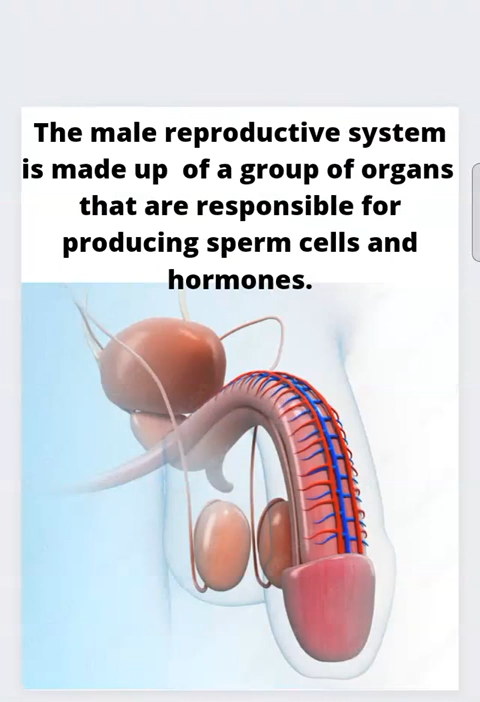 The male reproductive system
is made up of a group of organs
that are responsible for
producing sperm cells and
hormones.